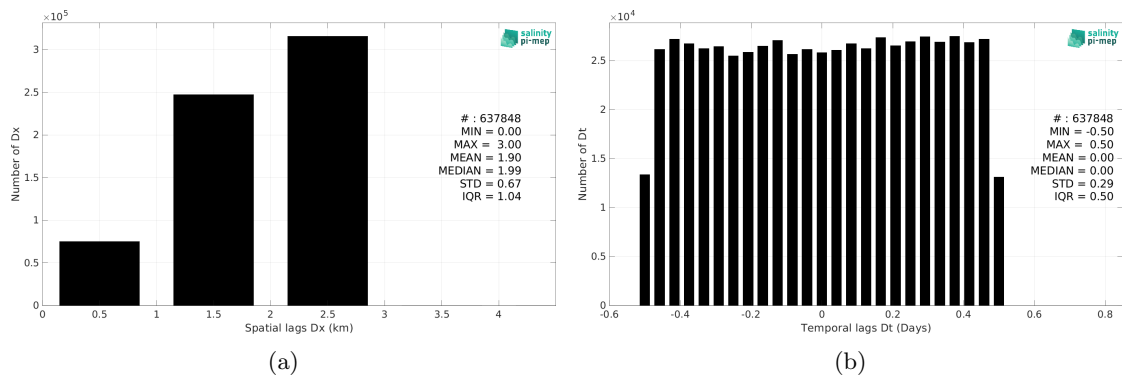 ×10⁵
3
2.5
2
1.5
1
0.5
0
Number of Dx
salinity
pi-mep
# : 637848
MIN = 0.00
MAX = 3.00
MEAN = 1.90
MEDIAN = 1.99
STD = 0.67
IQR = 1.04
0 0.5 1 1.5 2 2.5 3 3.5 4
Spatial lags Dx (km)
(a)
×10⁴
2.5
2
1.5
1
0.5
0
Number of Dt
salinity
pi-mep
# : 637848
MIN = -0.50
MAX = 0.50
MEAN = 0.00
MEDIAN = 0.00
STD = 0.29
IQR = 0.50
-0.6 -0.4 -0.2 0 0.2 0.4 0.6 0.8
Temporal lags Dt (Days)
(b)